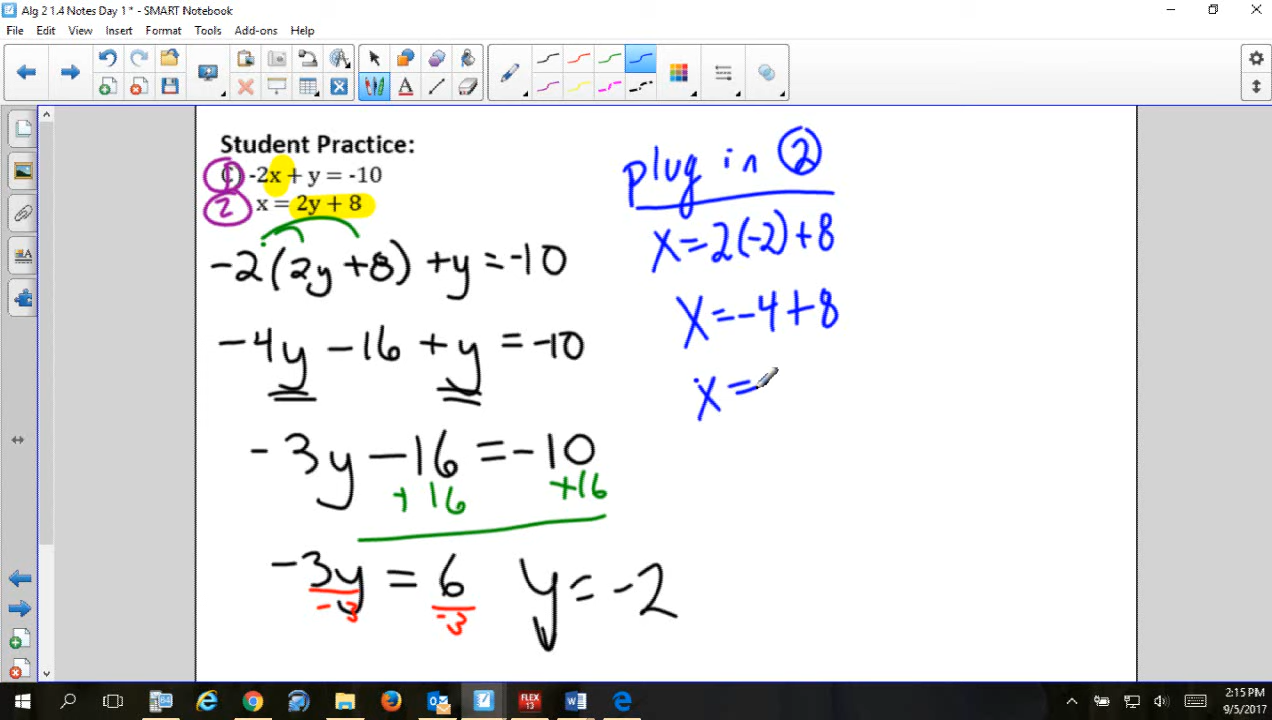 Alg 2 1.4 Notes Day 1 * - SMART Notebook
File Edit View Insert Format Tools Add-ons Help
Student Practice:
① -2x + y = -10
② x = 2y + 8
-2(2y+8) +y = -10
-4y -16 +y = -10
-3y -16 = -10
+16 +16
-3y = 6 y = -2
-3 -3
plug in ②
x=2(-2)+8
x=-4+8
x=
FLEX 13
2:15 PM
9/5/2017